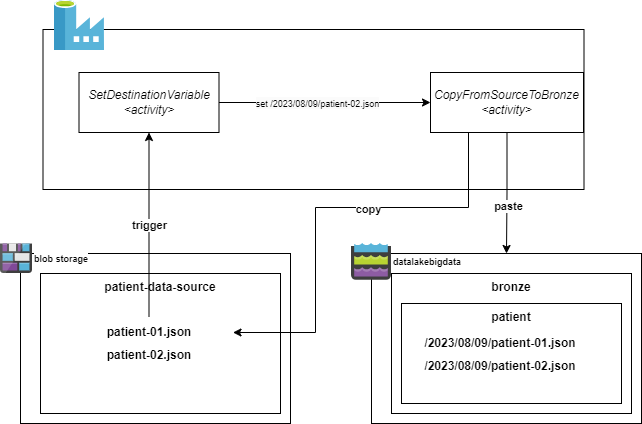 SetDestinationVariable
<activity>
set /2023/08/09/patient-02.json
CopyFromSourceToBronze
<activity>
trigger
copy
paste
blob storage
patient-data-source
patient-01.json
patient-02.json
datalakebigdata
bronze
patient
/2023/08/09/patient-01.json
/2023/08/09/patient-02.json